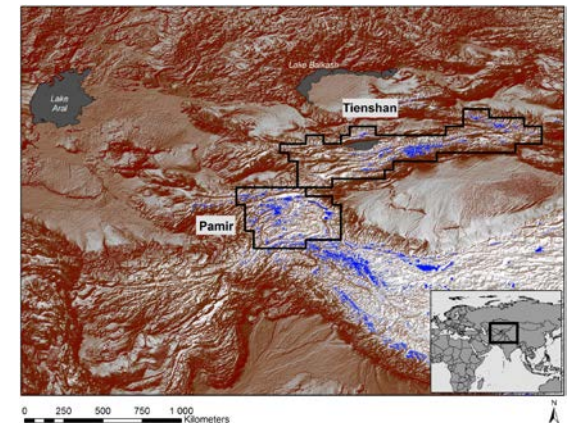 Lake Balkash
Lake
Aral
Tienshan
Pamir
0 250 500 750 1 000
Kilometers
N